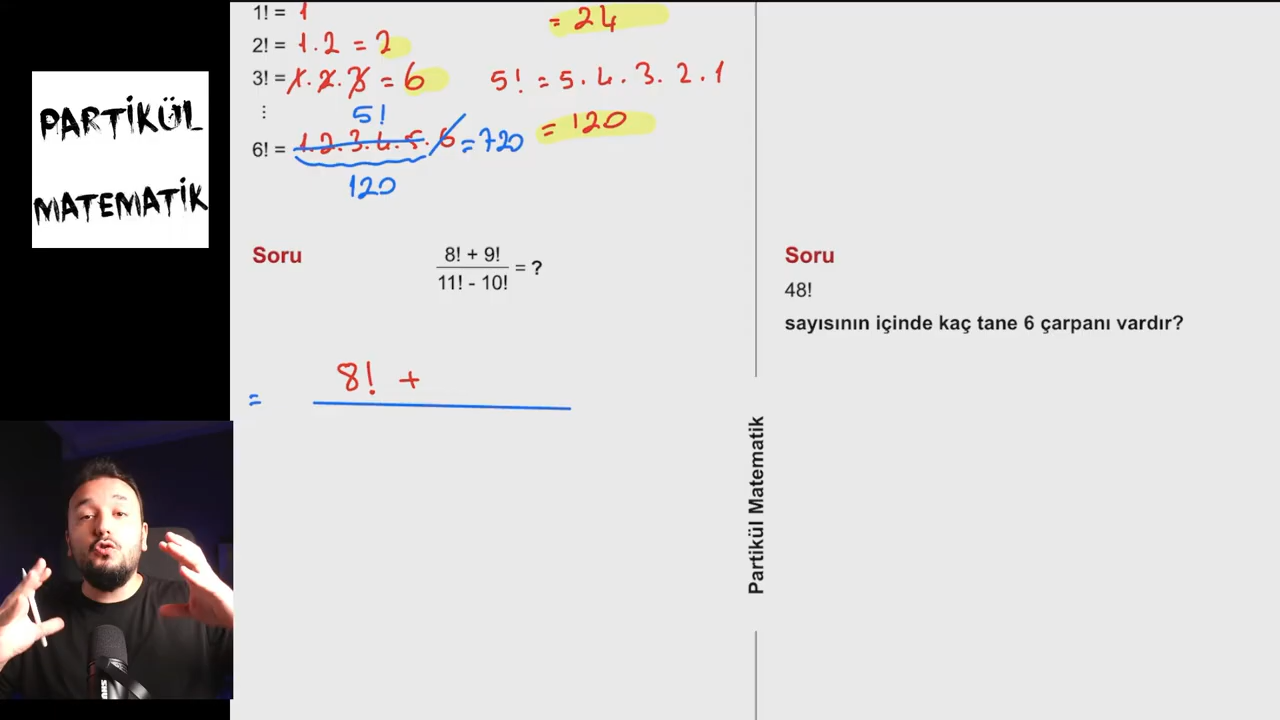 PARTİKÜL
MATEMATİK
1! = 1
2! = 1.2 = 2
3! = 1.2.3 = 6
⋮
5!
6! = 1.2.3.4.5.6 = 720
120
= 24
5! = 5.4.3.2.1
= 120
Soru
8! + 9!
11! - 10!
= ?
= 8! +
Partikül Matematik
Soru
48!
sayısının içinde kaç tane 6 çarpanı vardır?